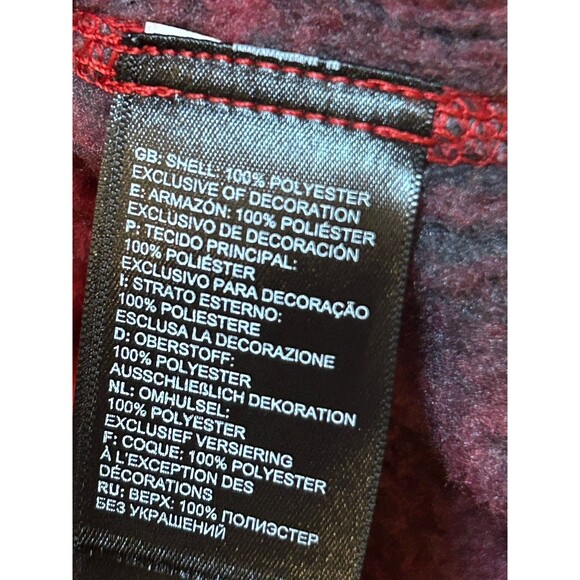 GB: SHELL: 100% POLYESTER
EXCLUSIVE OF DECORATION
E: ARMAZÓN: 100% POLIÉSTER
EXCLUSIVO DE DECORACIÓN
P: TECIDO PRINCIPAL:
100% POLIÉSTER
EXCLUSIVO PARA DECORAÇÃO
I: STRATO ESTERNO:
100% POLIESTERE
ESCLUSA LA DECORAZIONE
D: OBERSTOFF:
100% POLYESTER
AUSSCHLIEẞLICH DEKORATION
NL: OMHULSEL:
100% POLYESTER
EXCLUSIEF VERSIERING
F: COQUE: 100% POLYESTER
À L'EXCEPTION DES
DÉCORATIONS
RU: ВЕРХ: 100% ПОЛИЭСТЕР
БЕЗ УКРАШЕНИЙ